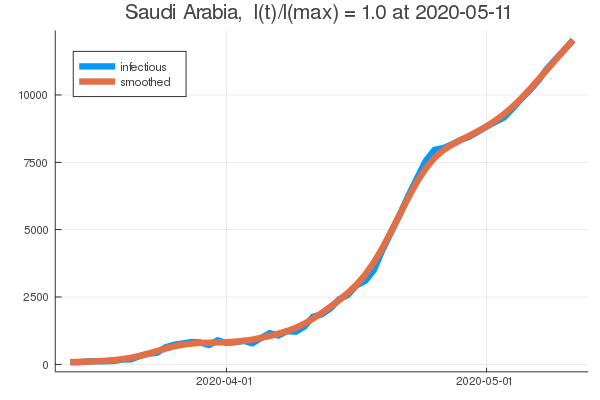 Saudi Arabia, I(t)/I(max) = 1.0 at 2020-05-11
infectious
smoothed
10000
7500
5000
2500
0
2020-04-01 2020-05-01